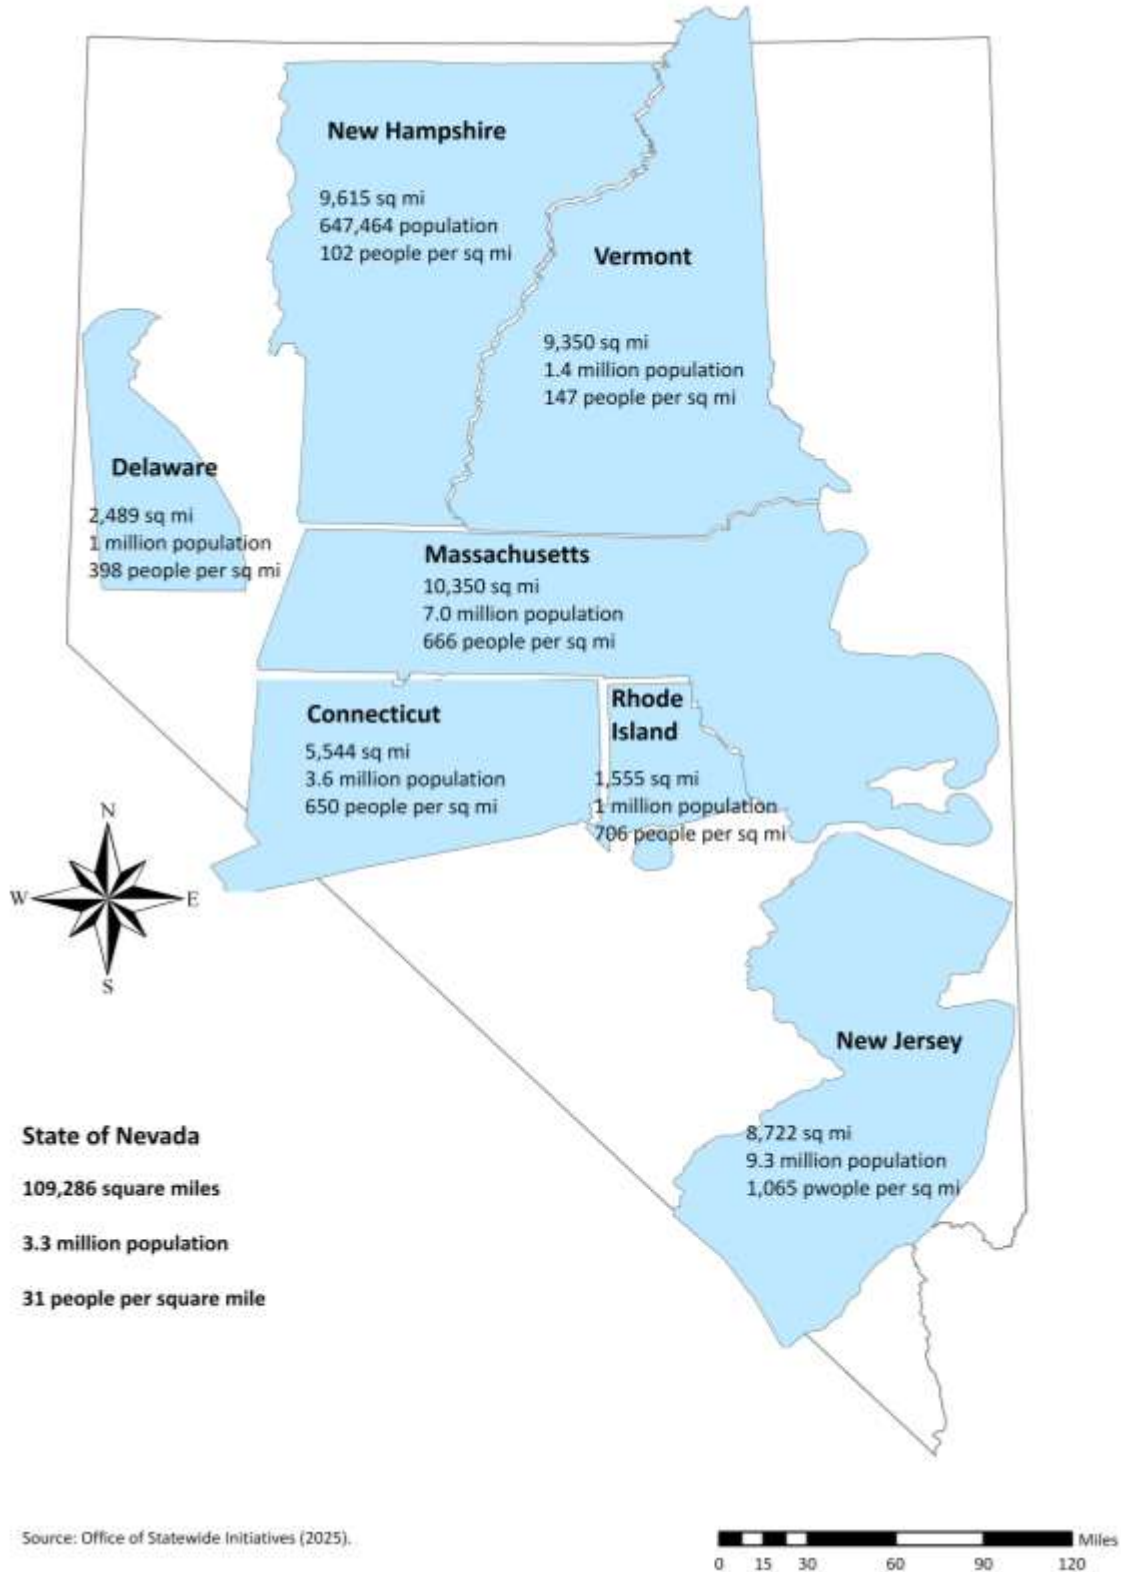 New Hampshire
9,615 sq mi
647,464 population
102 people per sq mi
Vermont
9,350 sq mi
1.4 million population
147 people per sq mi
Delaware
2,489 sq mi
1 million population
398 people per sq mi
Massachusetts
10,350 sq mi
7.0 million population
666 people per sq mi
Connecticut
5,544 sq mi
3.6 million population
650 people per sq mi
Rhode
Island
1,555 sq mi
1 million population
706 people per sq mi
N
W
E
S
New Jersey
8,722 sq mi
9.3 million population
1,065 pwople per sq mi
State of Nevada
109,286 square miles
3.3 million population
31 people per square mile
Source: Office of Statewide Initiatives (2025).
Miles
0 15 30 60 90 120